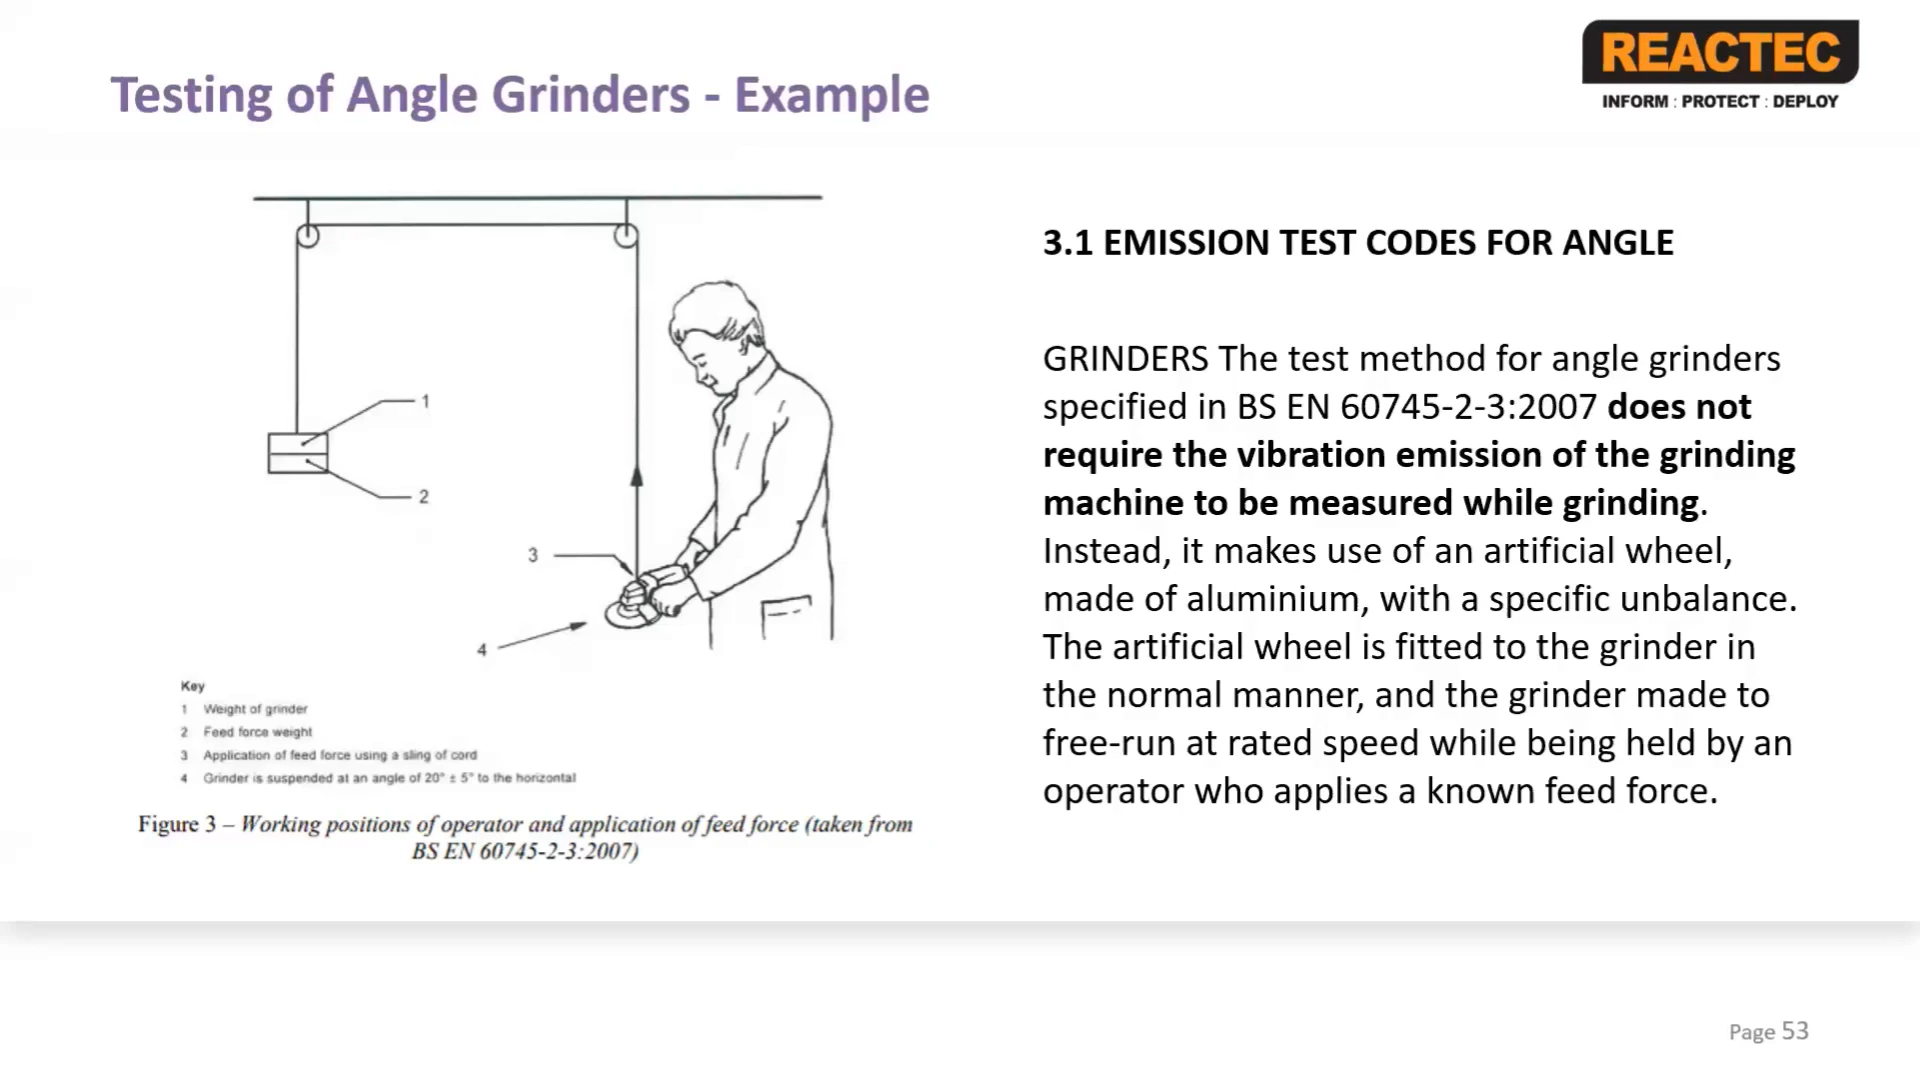 REACTEC
INFORM : PROTECT : DEPLOY
Testing of Angle Grinders - Example
1
2
3
4
Key
1 Weight of grinder
2 Feed force weight
3 Application of feed force using a sling of cord
4 Grinder is suspended at an angle of 20° ± 5° to the horizontal
Figure 3 – Working positions of operator and application of feed force (taken from
BS EN 60745-2-3:2007)
3.1 EMISSION TEST CODES FOR ANGLE
GRINDERS The test method for angle grinders
specified in BS EN 60745-2-3:2007 does not
require the vibration emission of the grinding
machine to be measured while grinding.
Instead, it makes use of an artificial wheel,
made of aluminium, with a specific unbalance.
The artificial wheel is fitted to the grinder in
the normal manner, and the grinder made to
free-run at rated speed while being held by an
operator who applies a known feed force.
Page 53